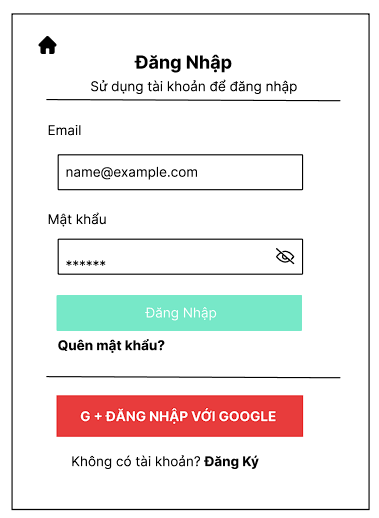 Đăng Nhập
Sử dụng tài khoản để đăng nhập
Email
name@example.com
Mật khẩu
******
Đăng Nhập
Quên mật khẩu?
G + ĐĂNG NHẬP VỚI GOOGLE
Không có tài khoản? Đăng Ký